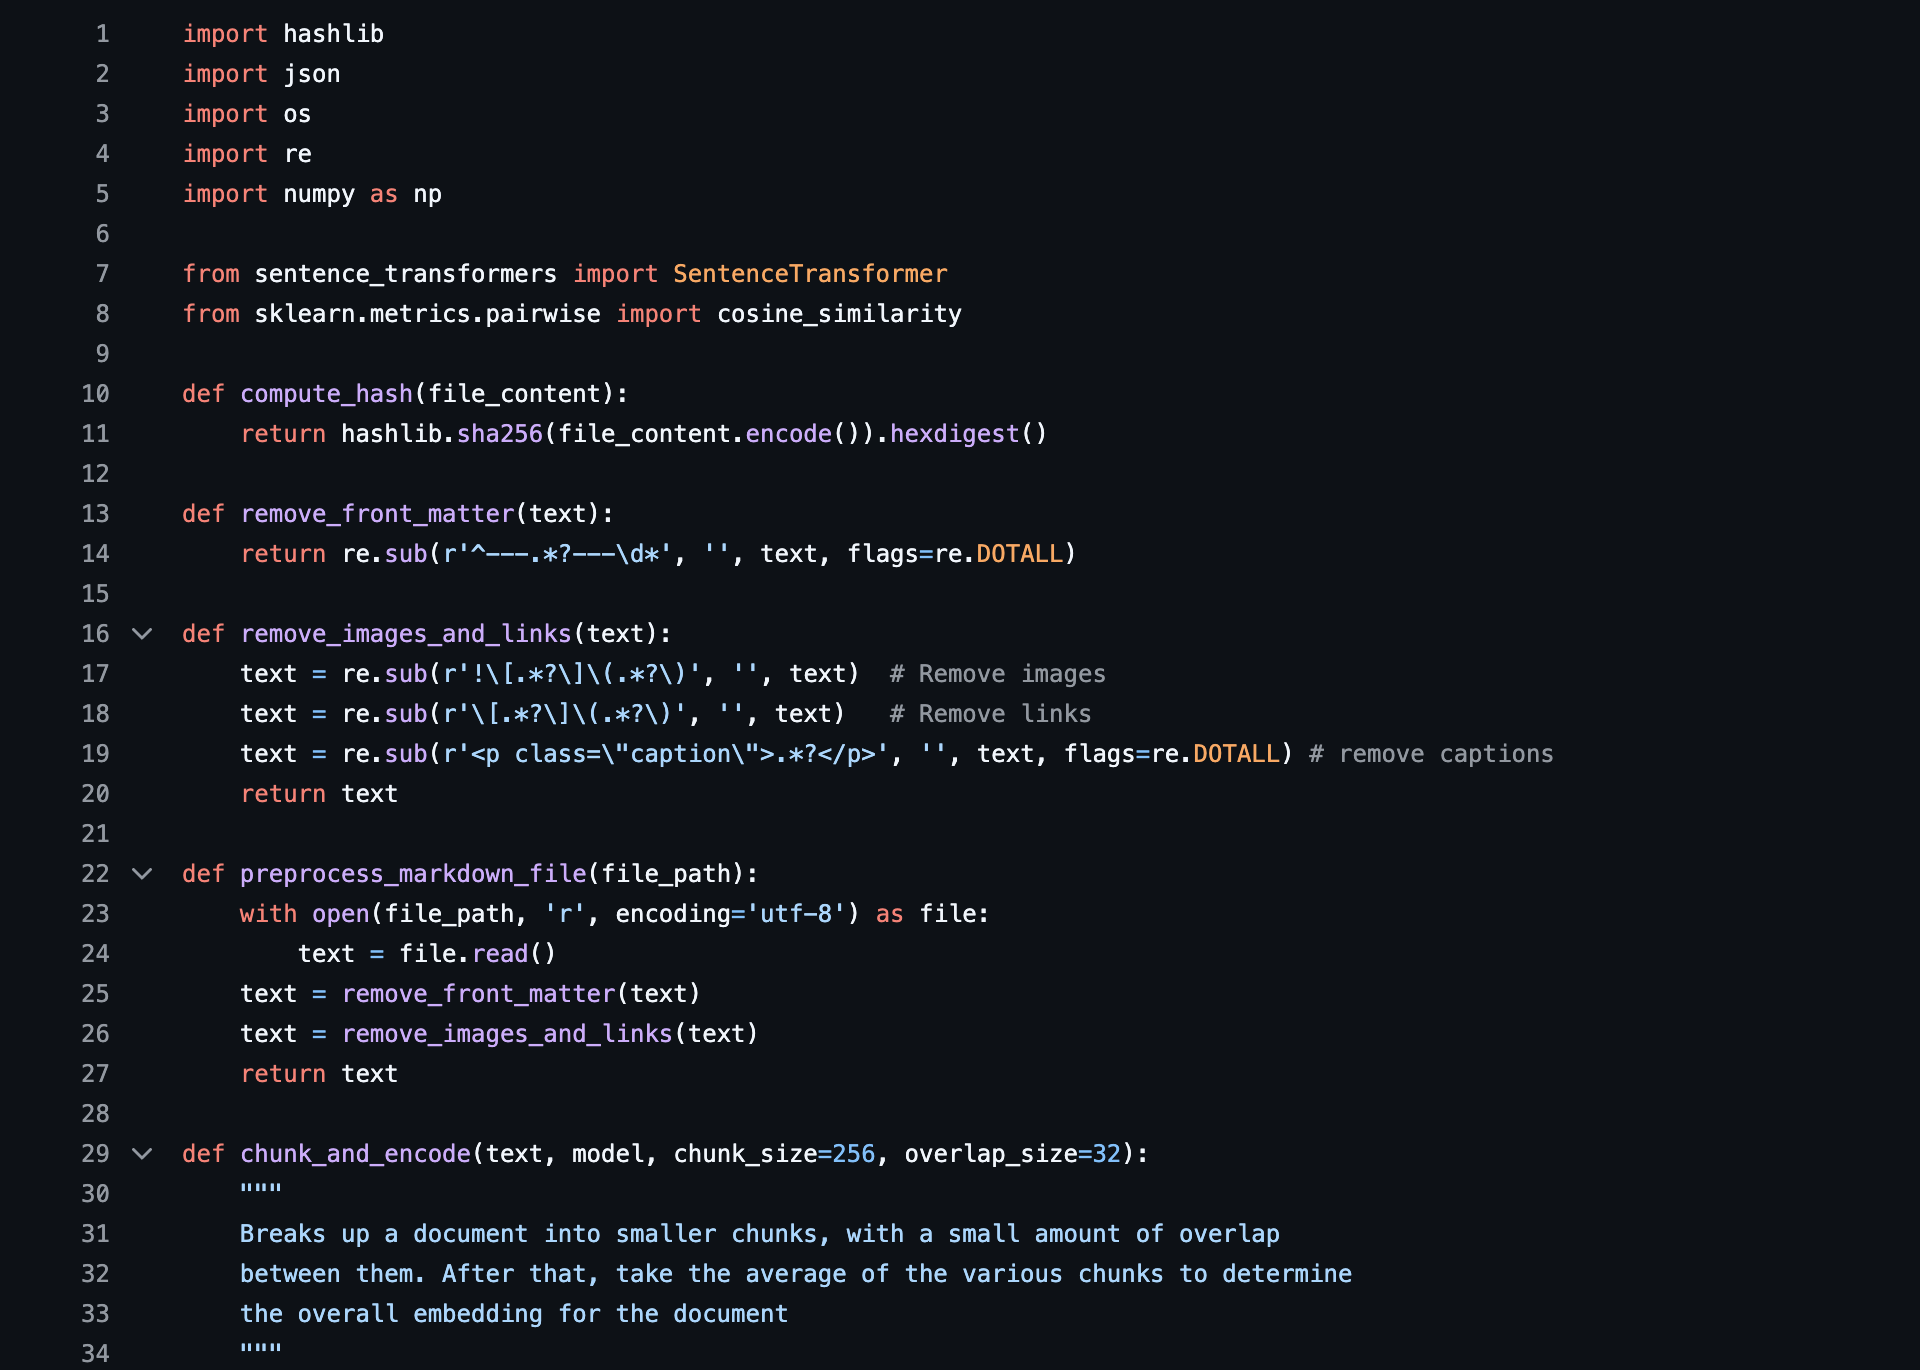 1 import hashlib
2 import json
3 import os
4 import re
5 import numpy as np
6
7 from sentence_transformers import SentenceTransformer
8 from sklearn.metrics.pairwise import cosine_similarity
9
10 def compute_hash(file_content):
11     return hashlib.sha256(file_content.encode()).hexdigest()
12
13 def remove_front_matter(text):
14     return re.sub(r'^---.*?---\d*', '', text, flags=re.DOTALL)
15
16 def remove_images_and_links(text):
17     text = re.sub(r'!\[.*?\]\(.*?\)', '', text)  # Remove images
18     text = re.sub(r'\[.*?\]\(.*?\)', '', text)   # Remove links
19     text = re.sub(r'<p class=\"caption\">.*?</p>', '', text, flags=re.DOTALL) # remove captions
20     return text
21
22 def preprocess_markdown_file(file_path):
23     with open(file_path, 'r', encoding='utf-8') as file:
24         text = file.read()
25     text = remove_front_matter(text)
26     text = remove_images_and_links(text)
27     return text
28
29 def chunk_and_encode(text, model, chunk_size=256, overlap_size=32):
30     """
31     Breaks up a document into smaller chunks, with a small amount of overlap
32     between them. After that, take the average of the various chunks to determine
33     the overall embedding for the document
34     """